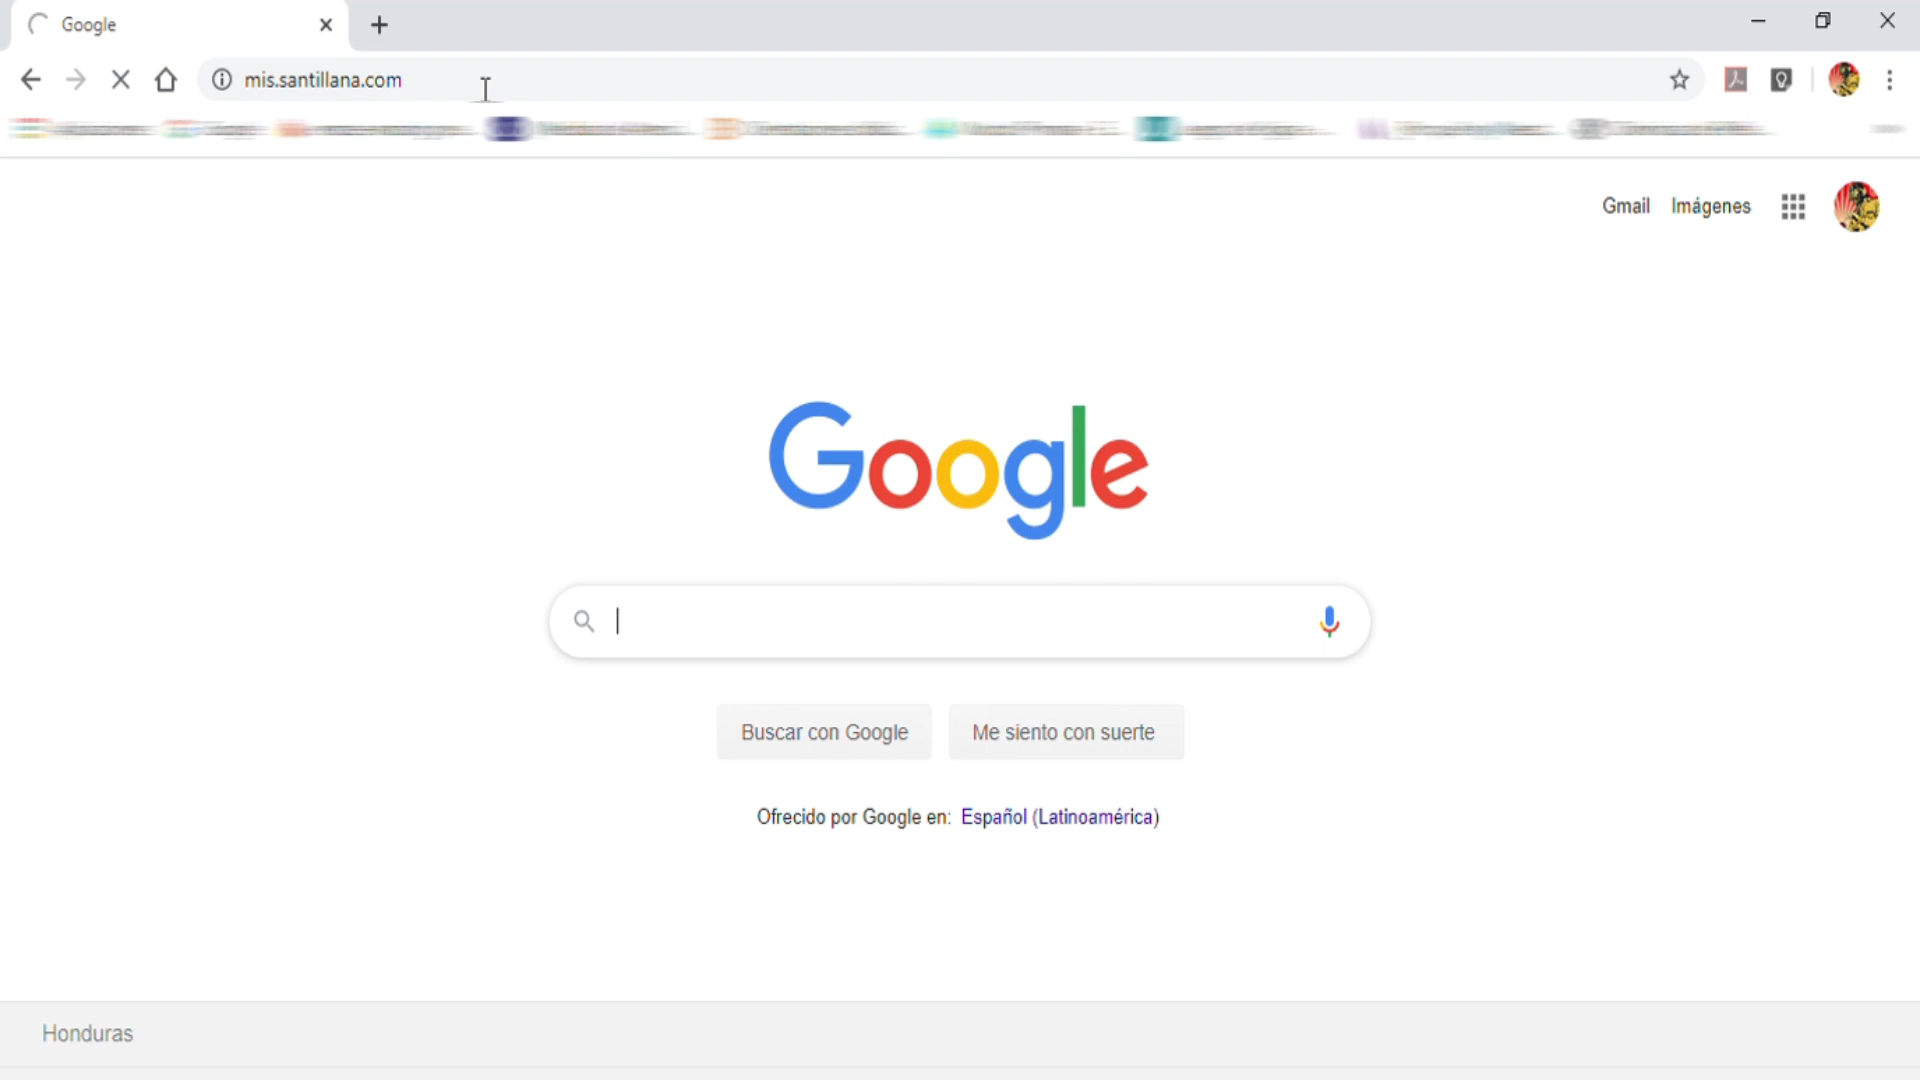 Google
mis.santillana.com
Gmail Imágenes
Google
Buscar con Google Me siento con suerte
Ofrecido por Google en: Español (Latinoamérica)
Honduras